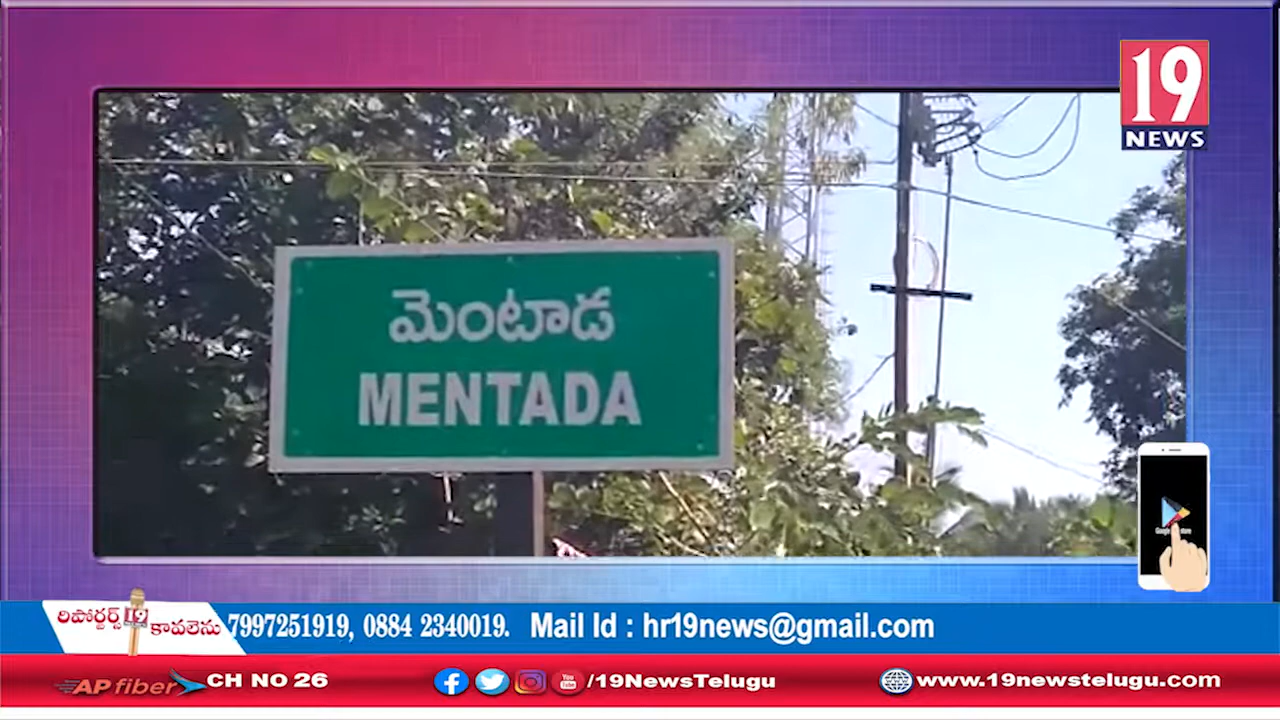 19
NEWS
మెంటాడ
MENTADA
రిపోర్టర్స్ కావలెను
7997251919, 0884 2340019. Mail Id : hr19news@gmail.com
AP fiber CH NO 26
/19NewsTelugu
www.19newstelugu.com